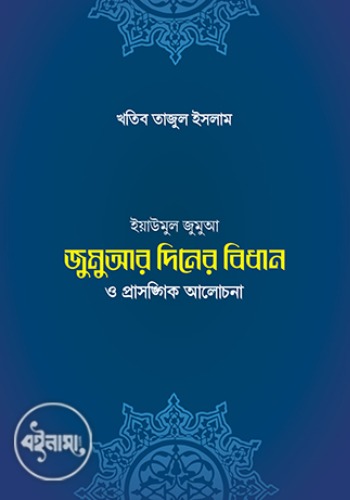 খতিব তাজুল ইসলাম
ইয়াউমুল জুমুআ
জুমুআর দিনের বিধান
ও প্রাসঙ্গিক আলোচনা
বইনামা